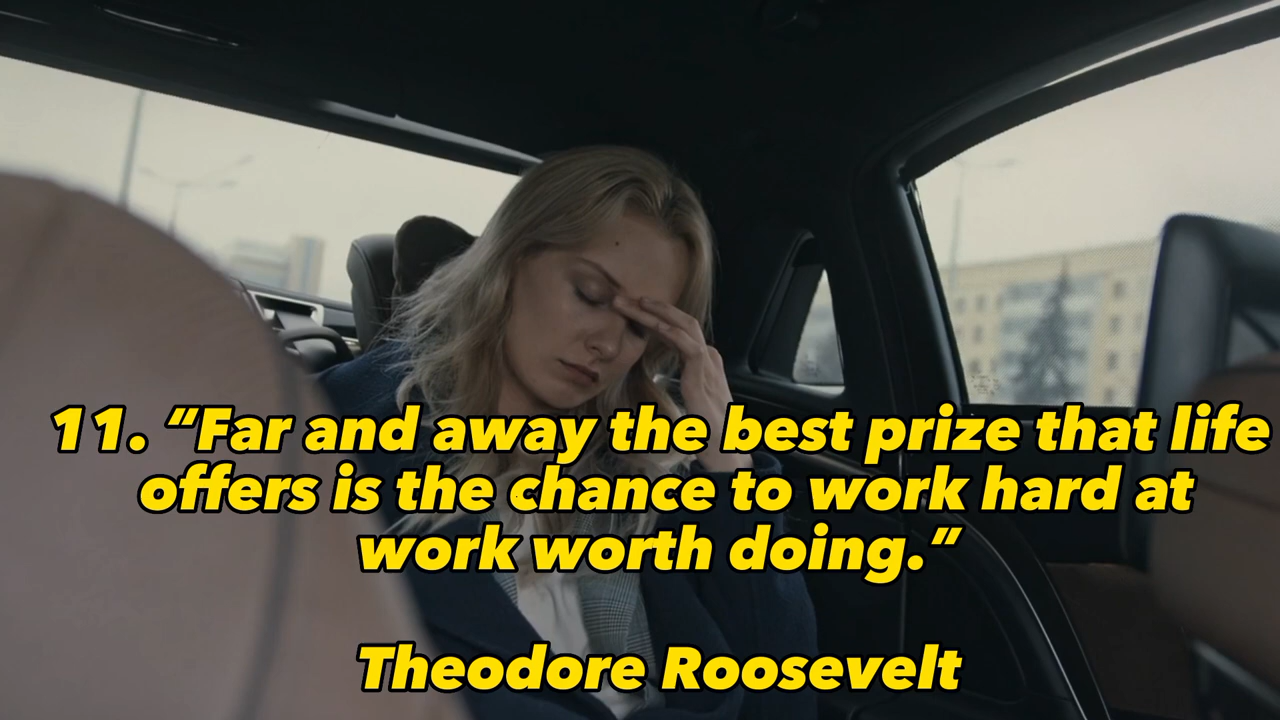 11. “Far and away the best prize that life
offers is the chance to work hard at
work worth doing.”
Theodore Roosevelt